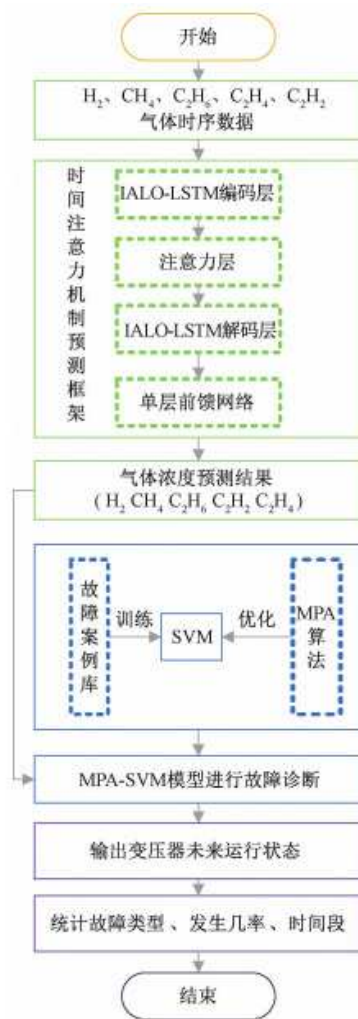 开始
H₂、CH₄、C₂H₆、C₂H₄、C₂H₂
气体时序数据
时间注意力机制预测框架
IALO-LSTM编码层
注意力层
IALO-LSTM解码层
单层前馈网络
气体浓度预测结果
( H₂ CH₄ C₂H₆ C₂H₂ C₂H₄ )
故障案例库
训练
SVM
优化
MPA算法
MPA-SVM模型进行故障诊断
输出变压器未来运行状态
统计故障类型、发生几率、时间段
结束